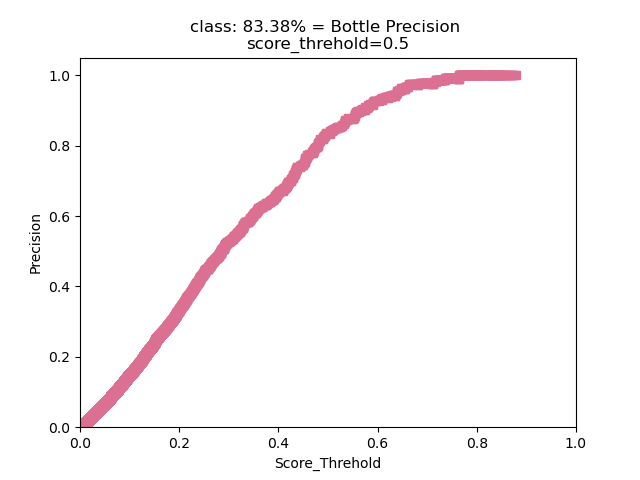 class: 83.38% = Bottle Precision
score_threhold=0.5
1.0
0.8
0.6
0.4
0.2
0.0
Precision
0.0 0.2 0.4 0.6 0.8 1.0
Score_Threhold